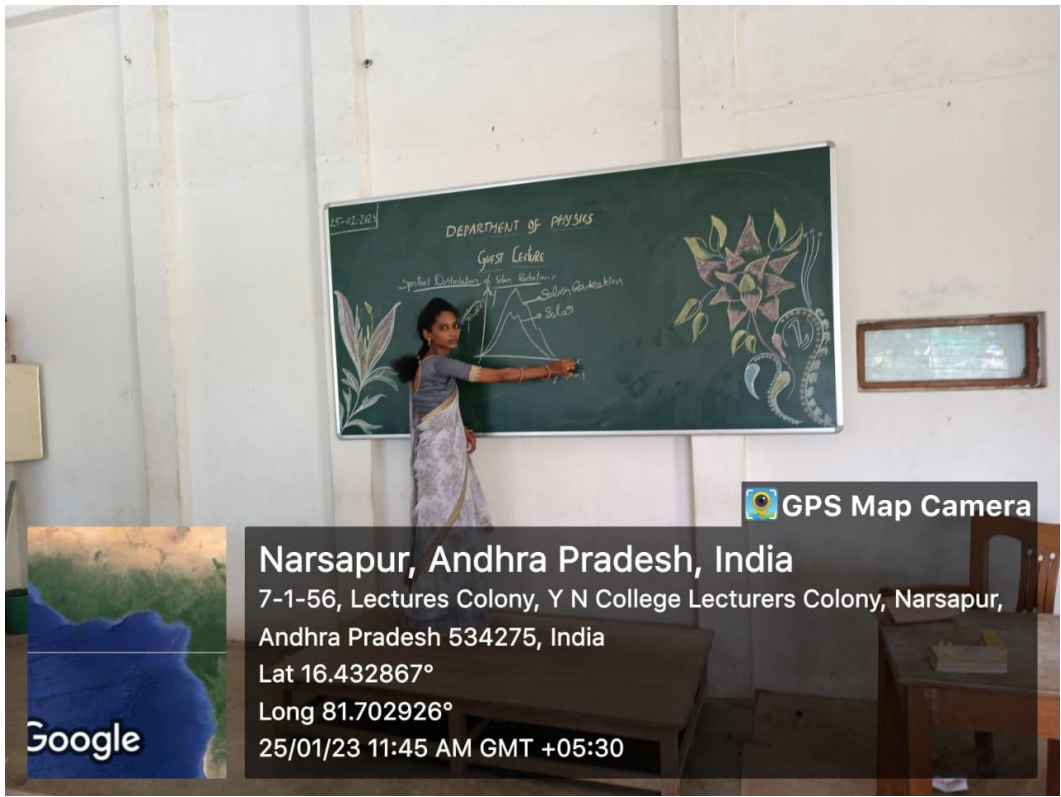 25-01-2023
DEPARTMENT OF PHYSICS
GUEST LECTURE
of Solar Radiation:-
Solar Radiation
Solar
GPS Map Camera
Narsapur, Andhra Pradesh, India
7-1-56, Lectures Colony, Y N College Lecturers Colony, Narsapur,
Andhra Pradesh 534275, India
Lat 16.432867°
Long 81.702926°
25/01/23 11:45 AM GMT +05:30
Google